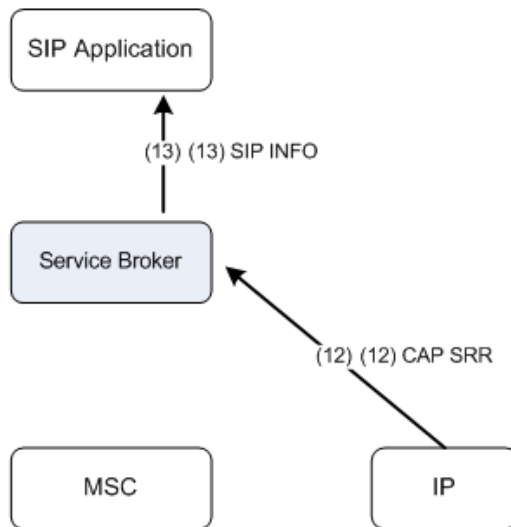 SIP Application
(13) (13) SIP INFO
Service Broker
(12) (12) CAP SRR
MSC
IP